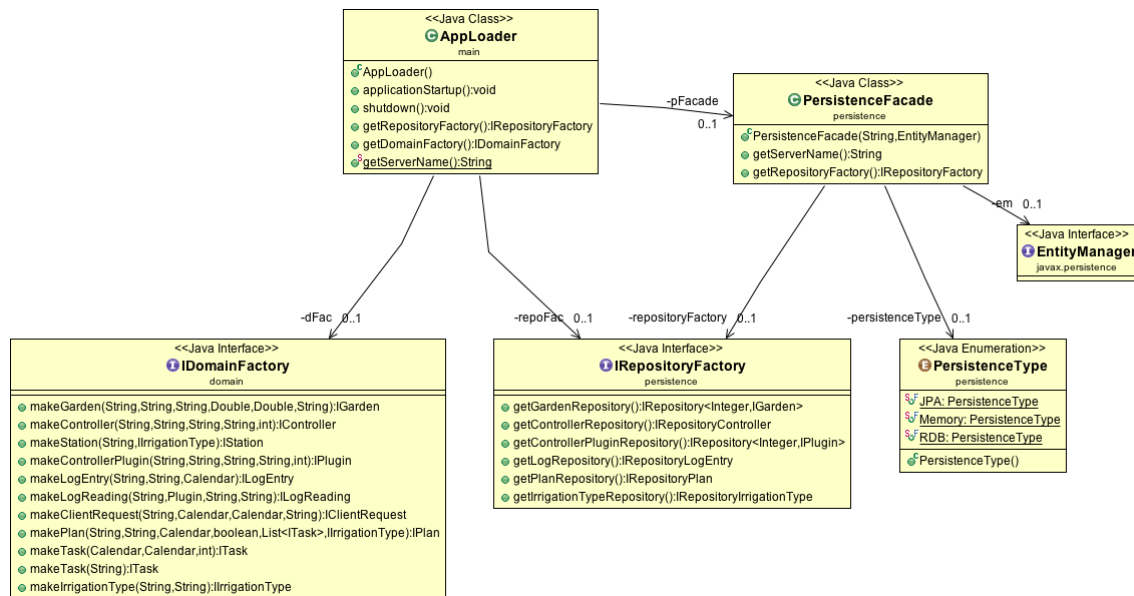 <<Java Class>>
AppLoader
main
AppLoader()
applicationStartup():void
shutdown():void
getRepositoryFactory():IRepositoryFactory
getDomainFactory():IDomainFactory
getServerName():String
-pFacade
0..1
<<Java Class>>
PersistenceFacade
persistence
PersistenceFacade(String,EntityManager)
getServerName():String
getRepositoryFactory():IRepositoryFactory
-em 0..1
<<Java Interface>>
EntityManager
javax.persistence
-dFac 0..1
-repoFac 0..1
-repositoryFactory 0..1
-persistenceType 0..1
<<Java Interface>>
IDomainFactory
domain
makeGarden(String,String,String,Double,Double,String):IGarden
makeController(String,String,String,String,int):IController
makeStation(String,IIrrigationType):IStation
makeControllerPlugin(String,String,String,String,int):IPlugin
makeLogEntry(String,String,Calendar):ILogEntry
makeLogReading(String,Plugin,String,String):ILogReading
makeClientRequest(String,Calendar,Calendar,String):IClientRequest
makePlan(String,String,Calendar,boolean,List<ITask>,IIrrigationType):IPlan
makeTask(Calendar,Calendar,int):ITask
makeTask(String):ITask
makeIrrigationType(String,String):IIrrigationType
<<Java Interface>>
IRepositoryFactory
persistence
getGardenRepository():IRepository<Integer,IGarden>
getControllerRepository():IRepositoryController
getControllerPluginRepository():IRepository<Integer,IPlugin>
getLogRepository():IRepositoryLogEntry
getPlanRepository():IRepositoryPlan
getIrrigationTypeRepository():IRepositoryIrrigationType
<<Java Enumeration>>
PersistenceType
persistence
JPA: PersistenceType
Memory: PersistenceType
RDB: PersistenceType
PersistenceType()